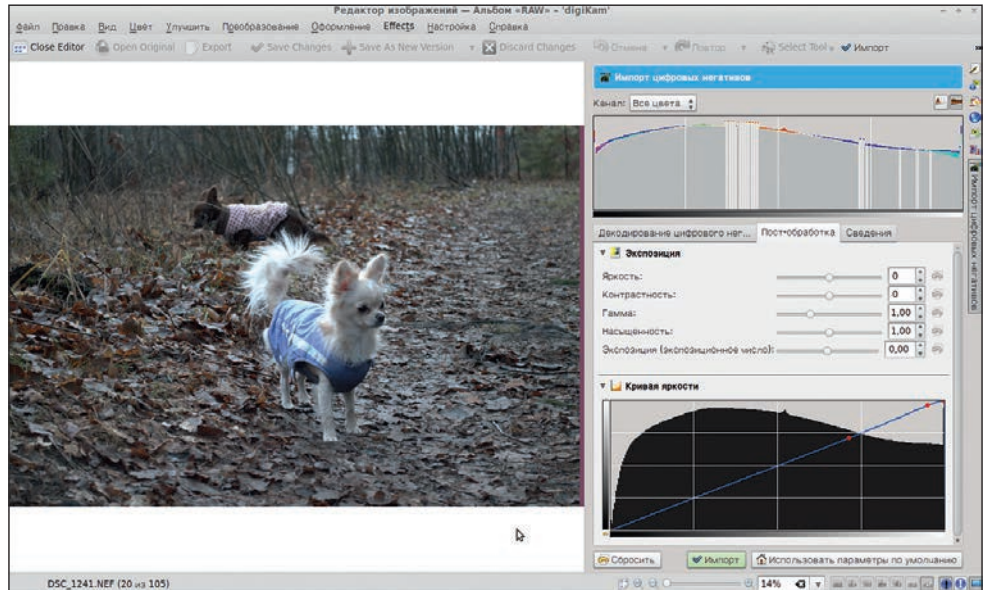 Редактор изображений — Альбом «RAW» – 'digiKam'
Файл Правка Вид Цвет Улучшить Преобразование Оформление Effects Настройка Справка
Close Editor Open Original Export Save Changes Save As New Version Discard Changes Отмена Повтор Select Tool Импорт
Импорт цифровых негативов
Канал: Все цвета
Декодирование цифрового нег... Пост-обработка Сведения
Экспозиция
Яркость: 0
Контрастность: 0
Гамма: 1,00
Насыщенность: 1,00
Экспозиция (экспозиционное число): 0,00
Кривая яркости
Сбросить Импорт Использовать параметры по умолчанию
Импорт цифровых негативов
DSC_1241.NEF (20 из 105) 14%